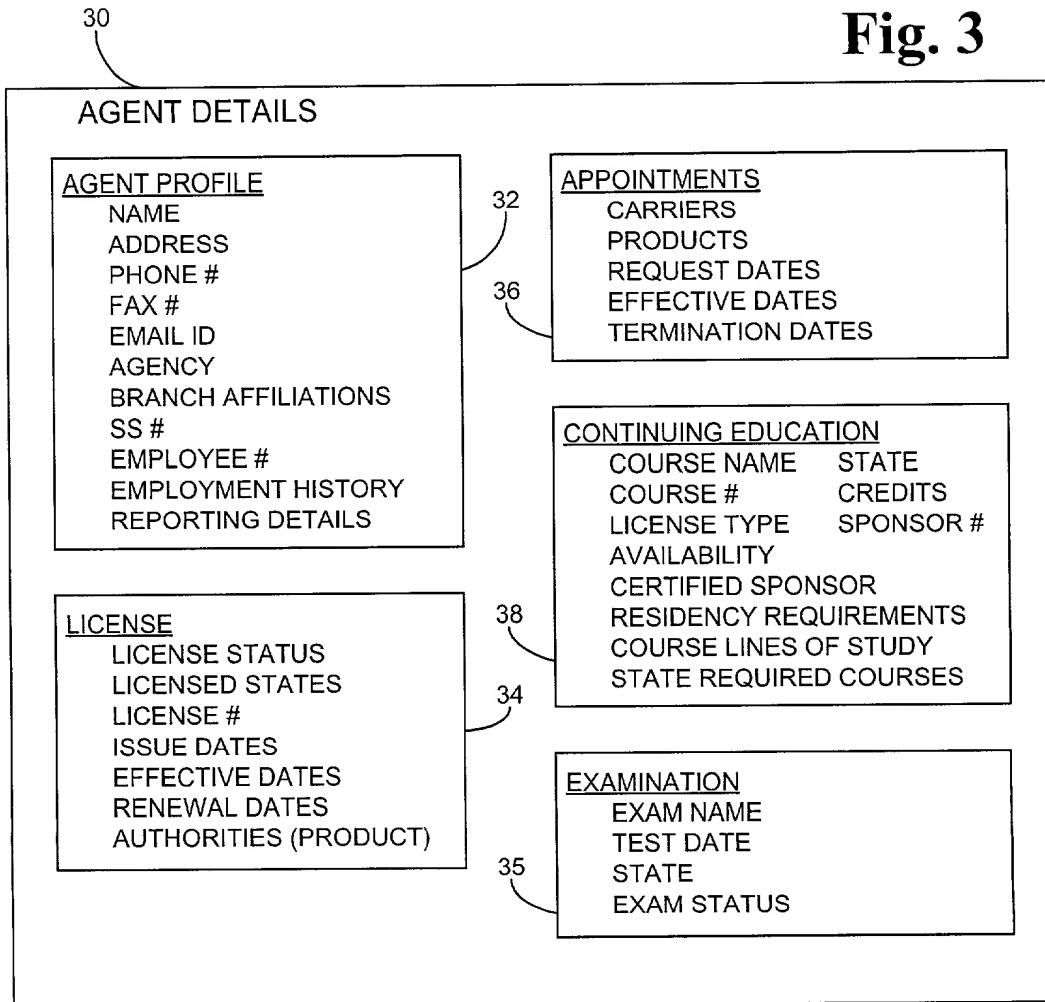 30
Fig. 3
AGENT DETAILS
AGENT PROFILE
NAME
ADDRESS
PHONE #
FAX #
EMAIL ID
AGENCY
BRANCH AFFILIATIONS
SS #
EMPLOYEE #
EMPLOYMENT HISTORY
REPORTING DETAILS
32
LICENSE
LICENSE STATUS
LICENSED STATES
LICENSE #
ISSUE DATES
EFFECTIVE DATES
RENEWAL DATES
AUTHORITIES (PRODUCT)
34
APPOINTMENTS
CARRIERS
PRODUCTS
REQUEST DATES
EFFECTIVE DATES
TERMINATION DATES
36
CONTINUING EDUCATION
COURSE NAME STATE
COURSE # CREDITS
LICENSE TYPE SPONSOR #
AVAILABILITY
CERTIFIED SPONSOR
RESIDENCY REQUIREMENTS
COURSE LINES OF STUDY
STATE REQUIRED COURSES
38
EXAMINATION
EXAM NAME
TEST DATE
STATE
EXAM STATUS
35